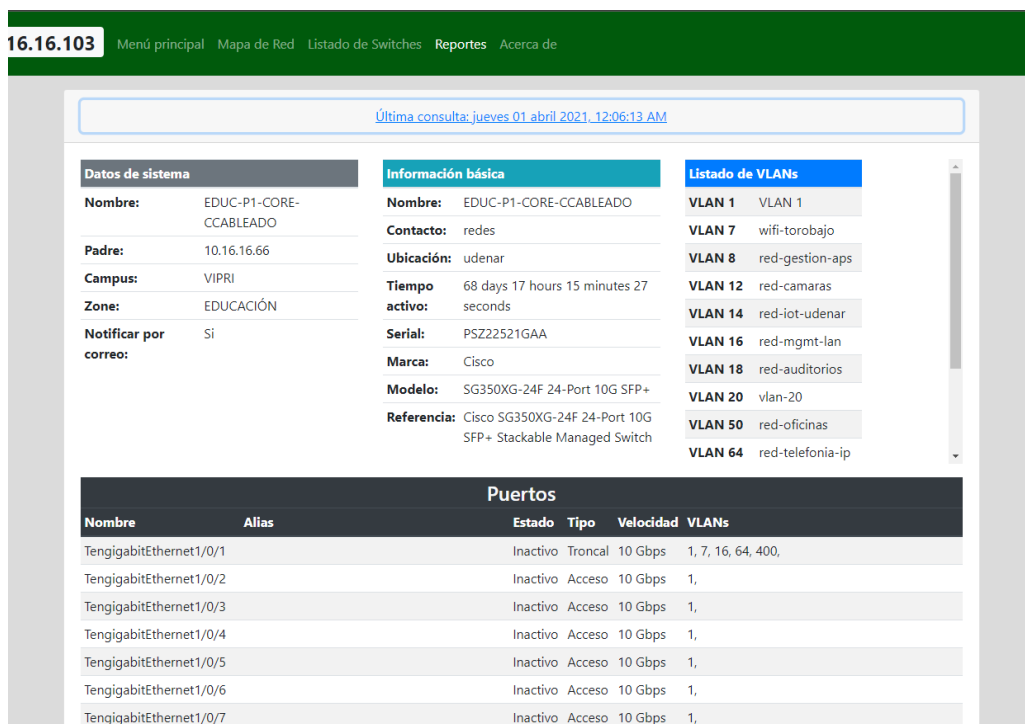 16.16.103 Menú principal Mapa de Red Listado de Switches Reportes Acerca de
Última consulta: jueves 01 abril 2021, 12:06:13 AM
Datos de sistema
Nombre: EDUC-P1-CORE-
CCABLEADO
Padre: 10.16.16.66
Campus: VIPRI
Zone: EDUCACIÓN
Notificar por Si
correo:
Información básica
Nombre: EDUC-P1-CORE-CCABLEADO
Contacto: redes
Ubicación: udenar
Tiempo 68 days 17 hours 15 minutes 27
activo: seconds
Serial: PSZ22521GAA
Marca: Cisco
Modelo: SG350XG-24F 24-Port 10G SFP+
Referencia: Cisco SG350XG-24F 24-Port 10G
SFP+ Stackable Managed Switch
Listado de VLANs
VLAN 1 VLAN 1
VLAN 7 wifi-torobajo
VLAN 8 red-gestion-aps
VLAN 12 red-camaras
VLAN 14 red-iot-udenar
VLAN 16 red-mgmt-lan
VLAN 18 red-auditorios
VLAN 20 vlan-20
VLAN 50 red-oficinas
VLAN 64 red-telefonia-ip
Puertos
Nombre Alias Estado Tipo Velocidad VLANs
TengigabitEthernet1/0/1 Inactivo Troncal 10 Gbps 1, 7, 16, 64, 400,
TengigabitEthernet1/0/2 Inactivo Acceso 10 Gbps 1,
TengigabitEthernet1/0/3 Inactivo Acceso 10 Gbps 1,
TengigabitEthernet1/0/4 Inactivo Acceso 10 Gbps 1,
TengigabitEthernet1/0/5 Inactivo Acceso 10 Gbps 1,
TengigabitEthernet1/0/6 Inactivo Acceso 10 Gbps 1,
TengigabitEthernet1/0/7 Inactivo Acceso 10 Gbps 1,